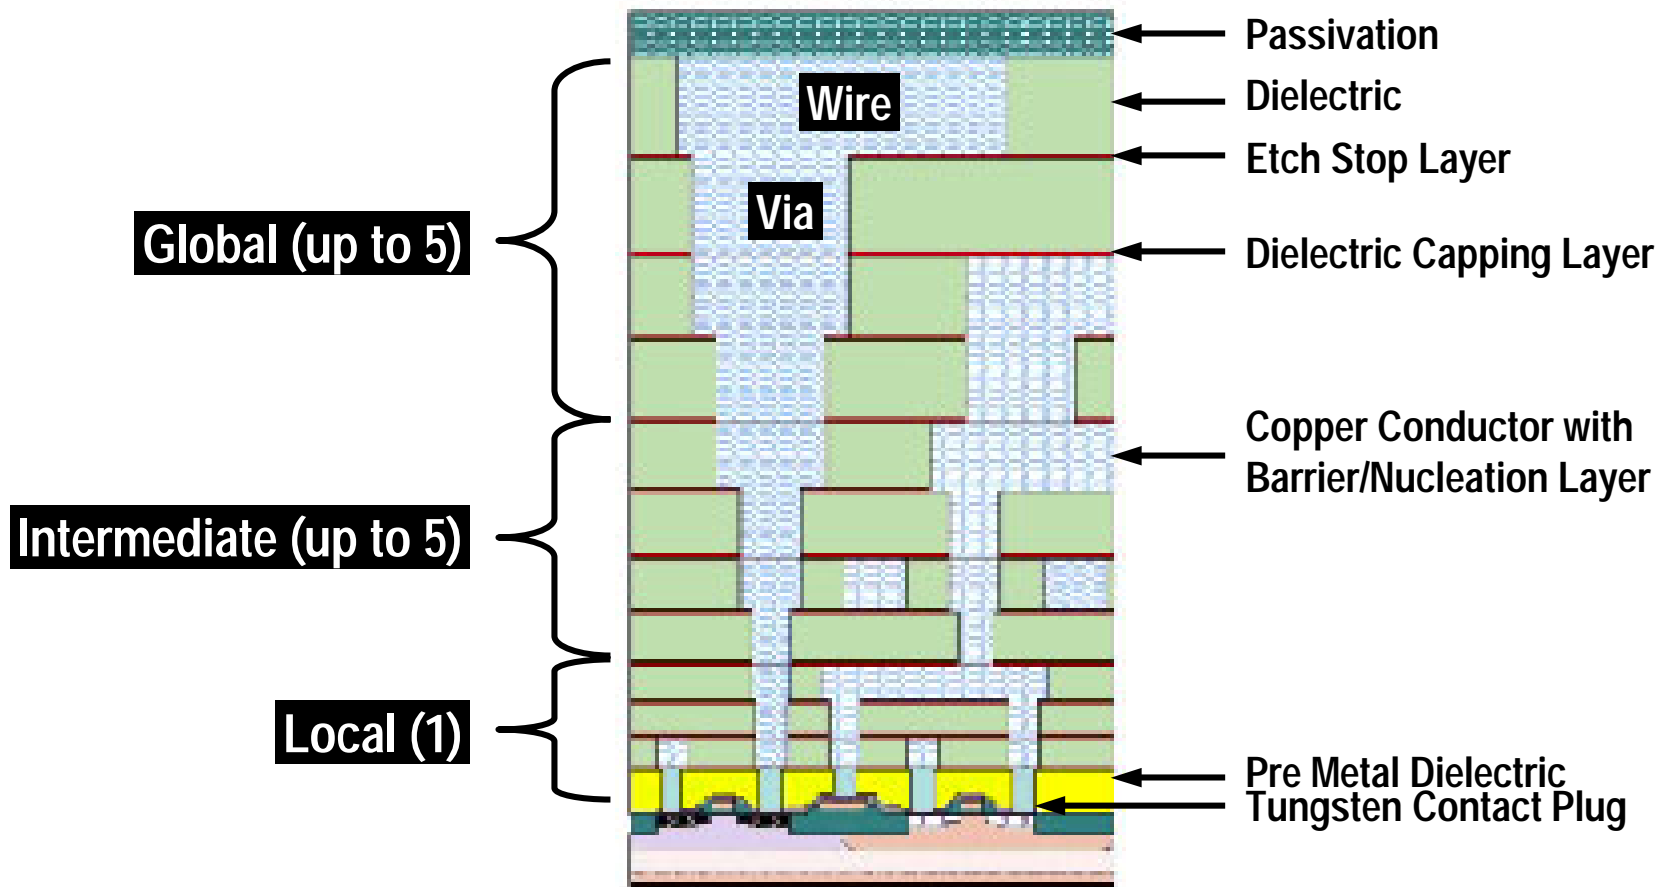 Passivation
Wire
Dielectric
Etch Stop Layer
Via
Global (up to 5)
Dielectric Capping Layer
Copper Conductor with
Barrier/Nucleation Layer
Intermediate (up to 5)
Local (1)
Pre Metal Dielectric
Tungsten Contact Plug